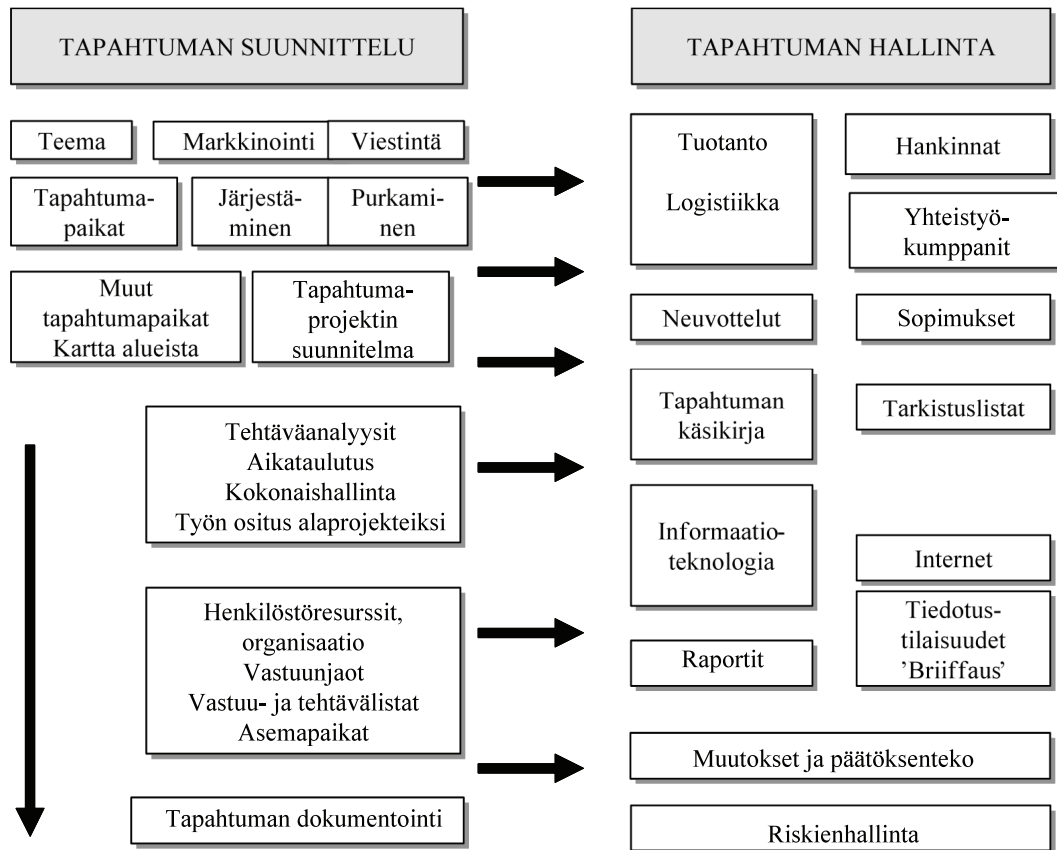 TAPAHTUMAN SUUNNITTELU
Teema
Markkinointi
Viestintä
Tapahtuma-
paikat
Järjestä-
minen
Purkami-
nen
Muut
tapahtumapaikat
Kartta alueista
Tapahtuma-
projektin
suunnitelma
Tehtäväanalyysit
Aikataulutus
Kokonaishallinta
Työn ositus alaprojekteiksi
Henkilöstöresurssit,
organisaatio
Vastuunjaot
Vastuu- ja tehtävälistat
Asemapaikat
Tapahtuman dokumentointi
TAPAHTUMAN HALLINTA
Tuotanto
Logistiikka
Hankinnat
Yhteistyö-
kumppanit
Neuvottelut
Sopimukset
Tapahtuman
käsikirja
Tarkistuslistat
Informaatio-
teknologia
Internet
Raportit
Tiedotus-
tilaisuudet
’Briiffaus’
Muutokset ja päätöksenteko
Riskienhallinta